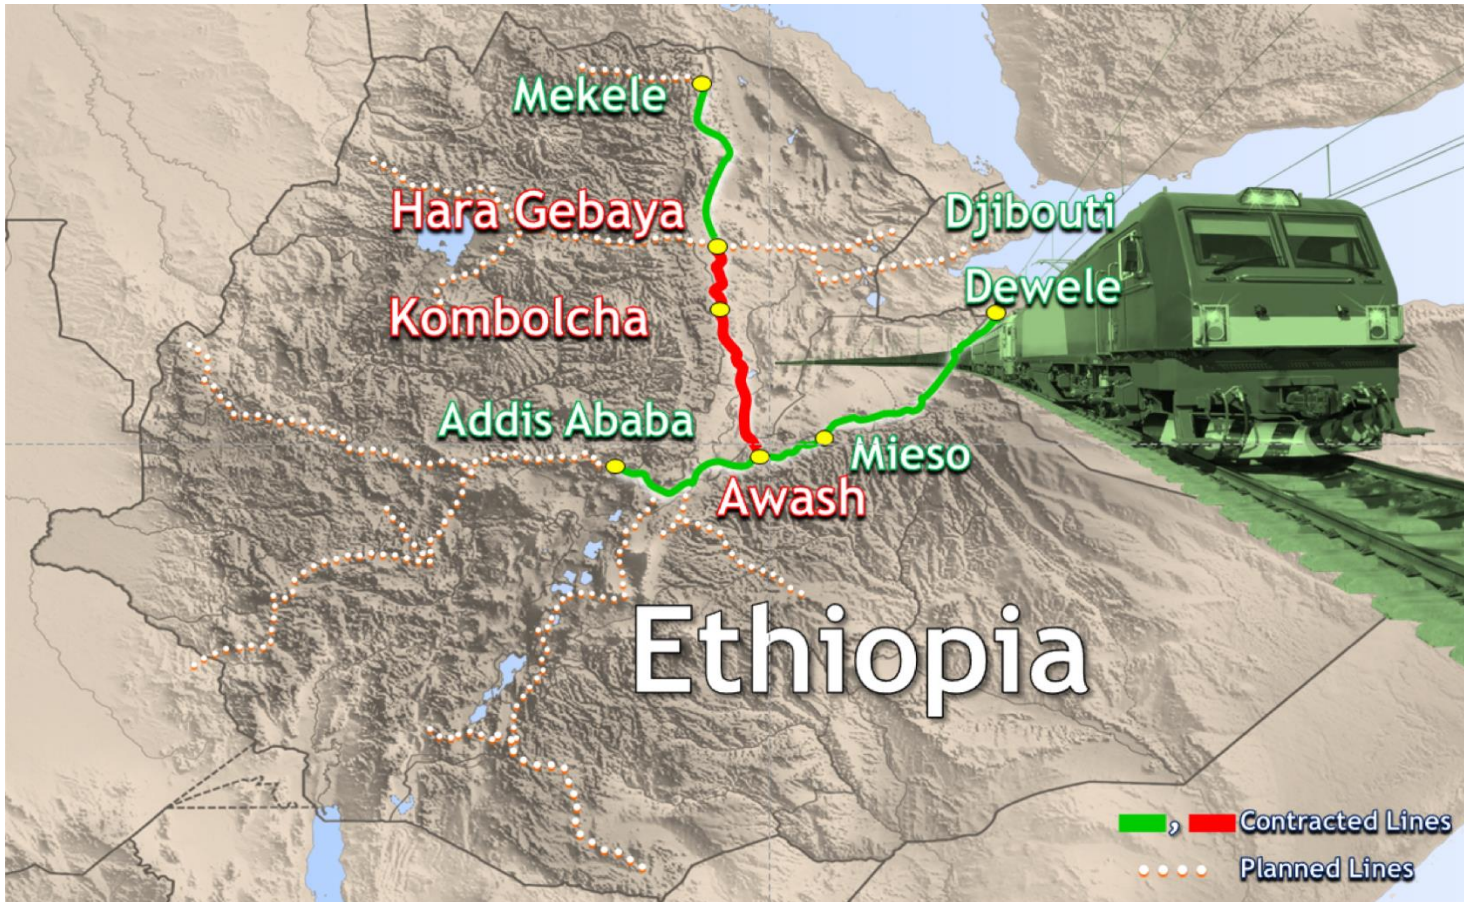 Mekele
Hara Gebaya
Djibouti
Dewele
Kombolcha
Addis Ababa
Mieso
Awash
Ethiopia
, Contracted Lines
Planned Lines